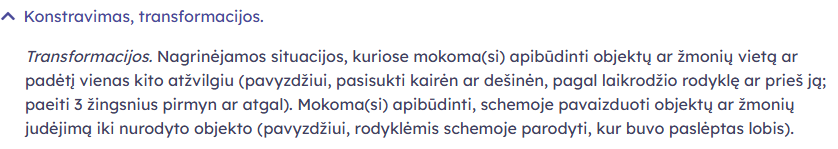 Konstravimas, transformacijos.
Transformacijos. Nagrinėjamos situacijos, kuriose mokoma(si) apibūdinti objektų ar žmonių vietą ar
padėtį vienas kito atžvilgiu (pavyzdžiui, pasisukti kairėn ar dešinėn, pagal laikrodžio rodyklę ar prieš ją;
paeiti 3 žingsnius pirmyn ar atgal). Mokoma(si) apibūdinti, schemoje pavaizduoti objektų ar žmonių
judėjimą iki nurodyto objekto (pavyzdžiui, rodyklėmis schemoje parodyti, kur buvo paslėptas lobis).